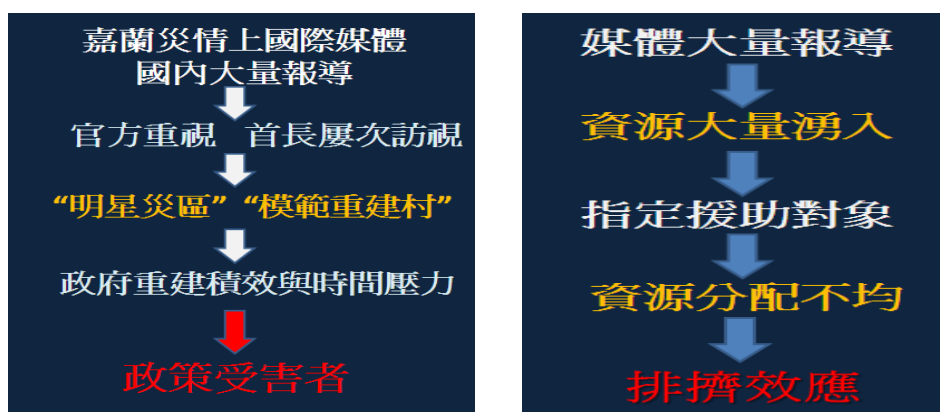 嘉蘭災情上國際媒體
國內大量報導
官方重視 首長屢次訪視
“明星災區” “模範重建村”
政府重建積效與時間壓力
政策受害者
媒體大量報導
資源大量湧入
指定援助對象
資源分配不均
排擠效應